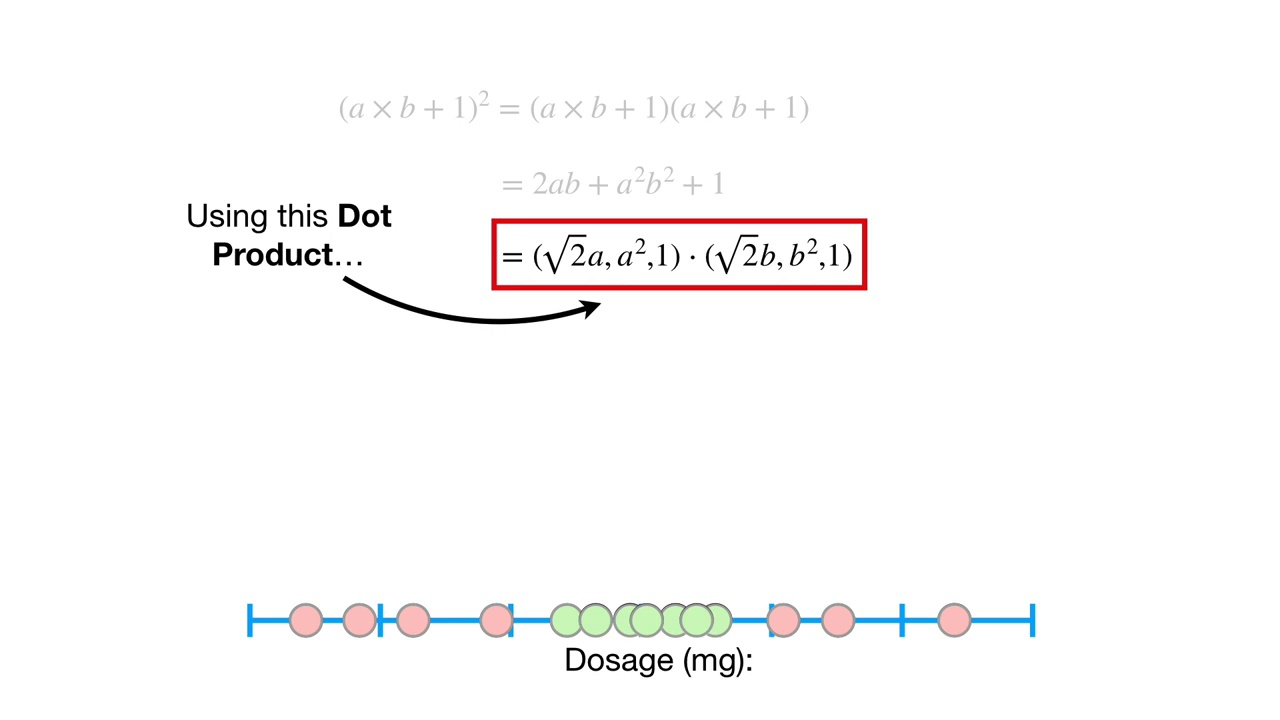 (a × b + 1)² = (a × b + 1)(a × b + 1)
= 2ab + a²b² + 1
Using this Dot
Product…
= (√2a, a²,1) · (√2b, b²,1)
Dosage (mg):